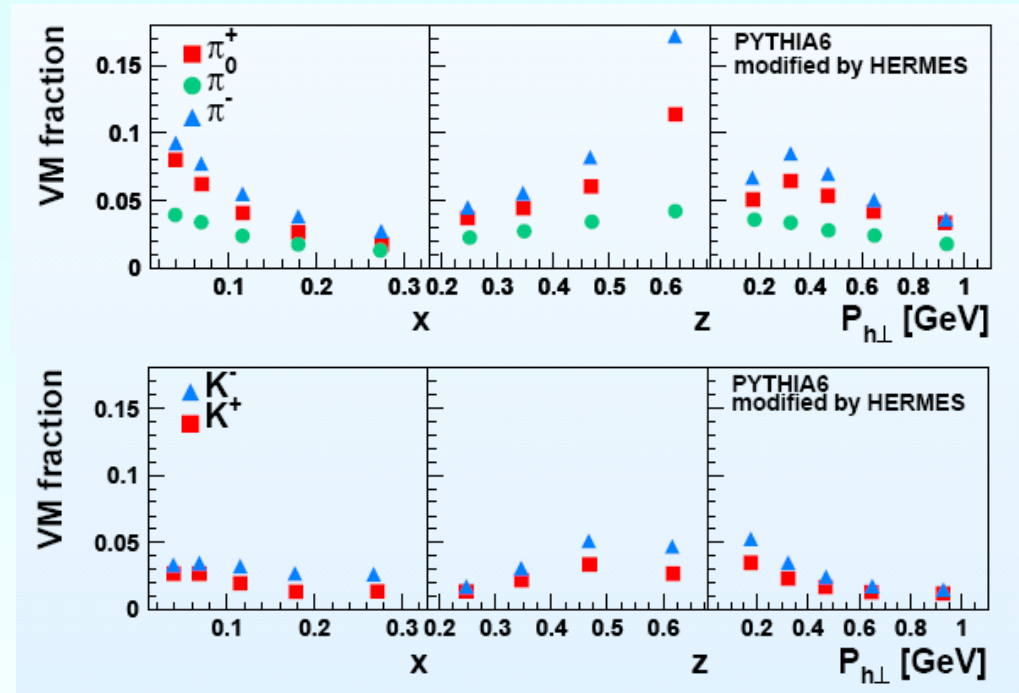 VM fraction
0.15
0.1
0.05
0
π+
π0
π-
PYTHIA6
modified by HERMES
0.1 0.2 0.3 0.2 0.3 0.4 0.5 0.6 0.2 0.4 0.6 0.8 1
x z Ph⊥ [GeV]
VM fraction
0.15
0.1
0.05
0
K-
K+
PYTHIA6
modified by HERMES
0.1 0.2 0.3 0.2 0.3 0.4 0.5 0.6 0.2 0.4 0.6 0.8 1
x z Ph⊥ [GeV]